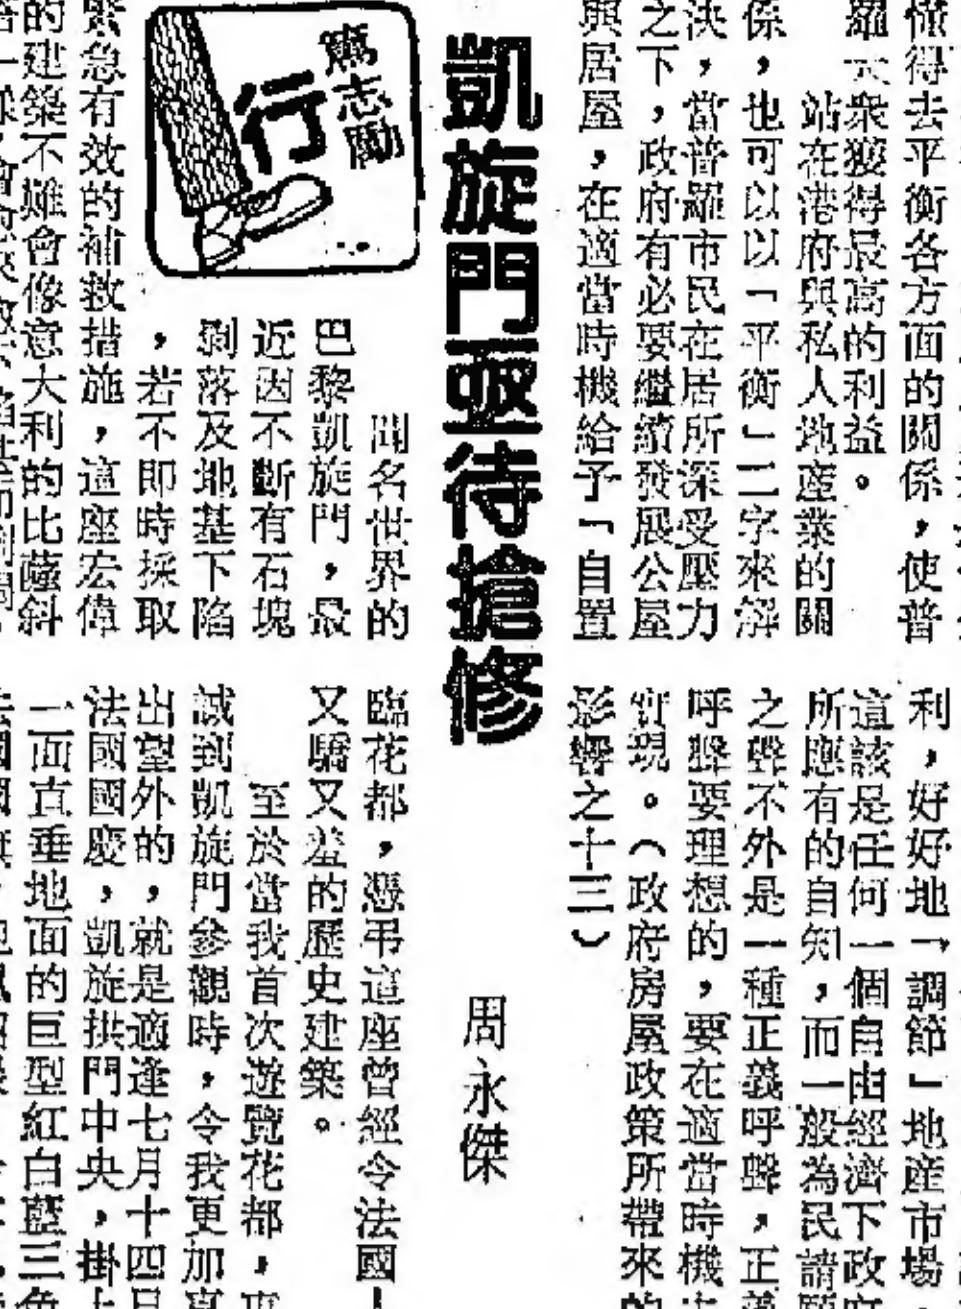 懂得去平衡各方面的關係，使普
羅大衆獲得最高的利益。
站在港府與私人地產業的關
係，也可以以「平衡」二字來解
決，當普羅市民在居所深受壓力
之下，政府有必要繼續發展公屋
與居屋，在適當時機給予「自置
利，好好地「調節」地產市場，
這該是任何一個自由經濟下政府
所應有的自知，而一般為民請願
之聲不外是一種正義呼聲，正義
呼聲要理想的，要在適當時機
實現。（政府房屋政策所帶來的
影響之十三）
凱旋門亟待搶修
周永傑
篤志勵
行
聞名世界的
巴黎凱旋門，最
近因不斷有石塊
剝落及地基下陷
，若不即時採取
緊急有效的補救措施，這座宏偉
的建築不難會像意大利的比薩斜
臨花都，憑弔這座曾經令法國
又驕又羞的歷史建築。
至於當我首次遊覽花都，專
誠到凱旋門參觀時，令我更加喜
出望外的，就是適逢七月十四日
法國國慶，凱旋拱門中央，掛上
一面直垂地面的巨型紅白藍三色